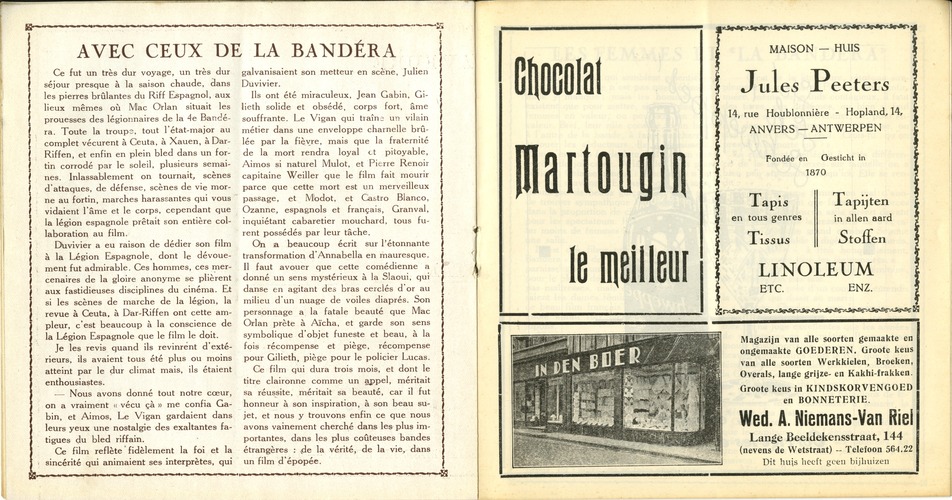 AVEC CEUX DE LA BANDÉRA
Ce fut un très dur voyage, un très dur
séjour presque à la saison chaude, dans
les pierres brûlantes du Riff Espagnol, aux
lieux mêmes où Mac Orlan situait les
prouesses des légionnaires de la 4e Bandé-
ra. Toute la troupe, tout l'état-major au
complet vécurent à Ceuta, à Xauen, à Dar-
Riffen, et enfin en plein bled dans un for-
tin corrodé par le soleil, plusieurs semai-
nes. Inlassablement on tournait, scènes
d'attaques, de défense, scènes de vie mor-
ne au fortin, marches harassantes qui vous
vidaient l'âme et le corps, cependant que
la légion espagnole prêtait son entière col-
laboration au film.
Duvivier a eu raison de dédier son film
à la Légion Espagnole, dont le dévoue-
ment fut admirable. Ces hommes, ces mer-
cenaires de la gloire anonyme se plièrent
aux fastidieuses disciplines du cinéma. Et
si les scènes de marche de la légion, la
revue à Ceuta, à Dar-Riffen ont cette am-
pleur, c'est beaucoup à la conscience de
la Légion Espagnole que le film le doit.
Je les revis quand ils revinrent d'exté-
rieurs, ils avaient tous été plus ou moins
atteint par le dur climat mais, ils étaient
enthousiastes.
— Nous avons donné tout notre cœur,
on a vraiment « vécu çà » me confia Ga-
bin, et Aimos, Le Vigan gardaient dans
leurs yeux une nostalgie des exaltantes fa-
tigues du bled riffain.
Ce film reflète fidèlement la foi et la
sincérité qui animaient ses interprètes, qui
galvanisaient son metteur en scène, Julien
Duvivier.
Ils ont été miraculeux. Jean Gabin, Gi-
lieth solide et obsédé, corps fort, âme
souffrante. Le Vigan qui traîne un vilain
métier dans une enveloppe charnelle brû-
lée par la fièvre, mais que la fraternité
de la mort rendra loyal et pitoyable,
Aimos si naturel Mulot, et Pierre Renoir
capitaine Weiller que le film fait mourir
parce que cette mort est un merveilleux
passage, et Modot, et Castro Blanco,
Ozanne, espagnols et français, Granval,
inquiétant cabaretier mouchard, tous fu-
rent possédés par leur tâche.
On a beaucoup écrit sur l'étonnante
transformation d'Annabella en mauresque.
Il faut avouer que cette comédienne a
donné un sens mystérieux à la Slaoui, qui
danse en agitant des bras cerclés d'or au
milieu d'un nuage de voiles diaprés. Son
personnage a la fatale beauté que Mac
Orlan prête à Aïcha, et garde son sens
symbolique d'objet funeste et beau, à la
fois récompense et piège, récompense
pour Gilieth, piège pour le policier Lucas.
Ce film qui dura trois mois, et dont le
titre claironne comme un appel, méritait
sa réussite, méritait sa beauté, car il fut
honneur à son inspiration, à son beau su-
jet, et nous y trouvons enfin ce que nous
avons vainement cherché dans les plus im-
portantes, dans les plus coûteuses bandes
étrangères : de la vérité, de la vie, dans
un film d'épopée.
Chocolat
Martougin
le meilleur
MAISON — HUIS
Jules Peeters
14, rue Houblonnière - Hopland, 14,
ANVERS — ANTWERPEN
Fondée en Oesticht in
1870
Tapis
en tous genres
Tissus
Tapijten
in allen aard
Stoffen
LINOLEUM
ETC. ENZ.
IN DEN BOER
Magazijn van alle soorten gemaakte en
ongemaakte GOEDEREN. Groote keus
van alle soorten Werkkielen, Broeken,
Overals, lange grijze- en Kakhi-frakken.
Groote keus in KINDSKORVENGOED
en BONNETERIE.
Wed. A. Niemans-Van Riel
Lange Beeldekensstraat, 144
(nevens de Wetstraat) -- Telefoon 564.22
Dit huis heeft geen bijhuizen